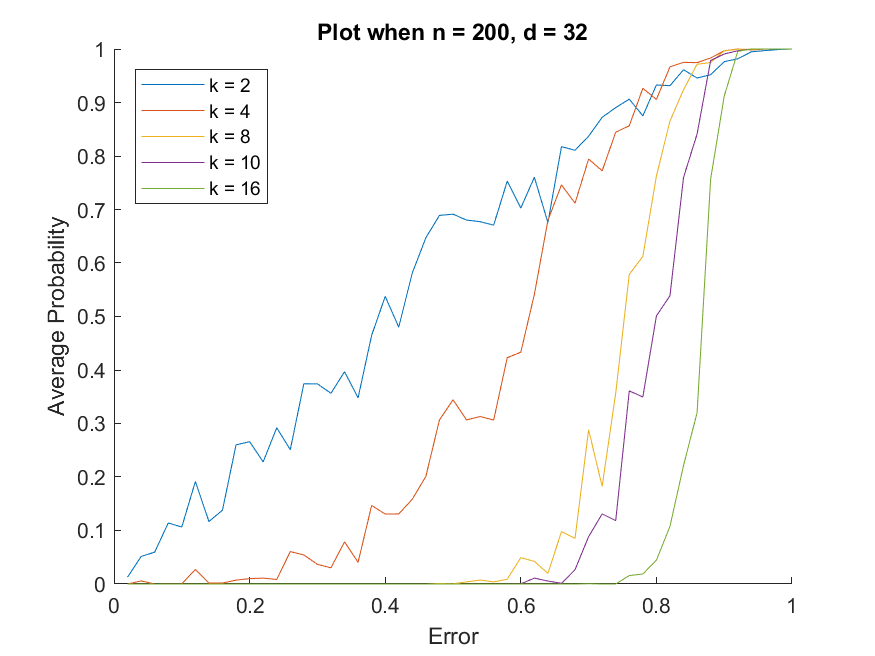 Plot when n = 200, d = 32
1
0.9
0.8
0.7
0.6
0.5
0.4
0.3
0.2
0.1
0
Average Probability
k = 2
k = 4
k = 8
k = 10
k = 16
0 0.2 0.4 0.6 0.8 1
Error